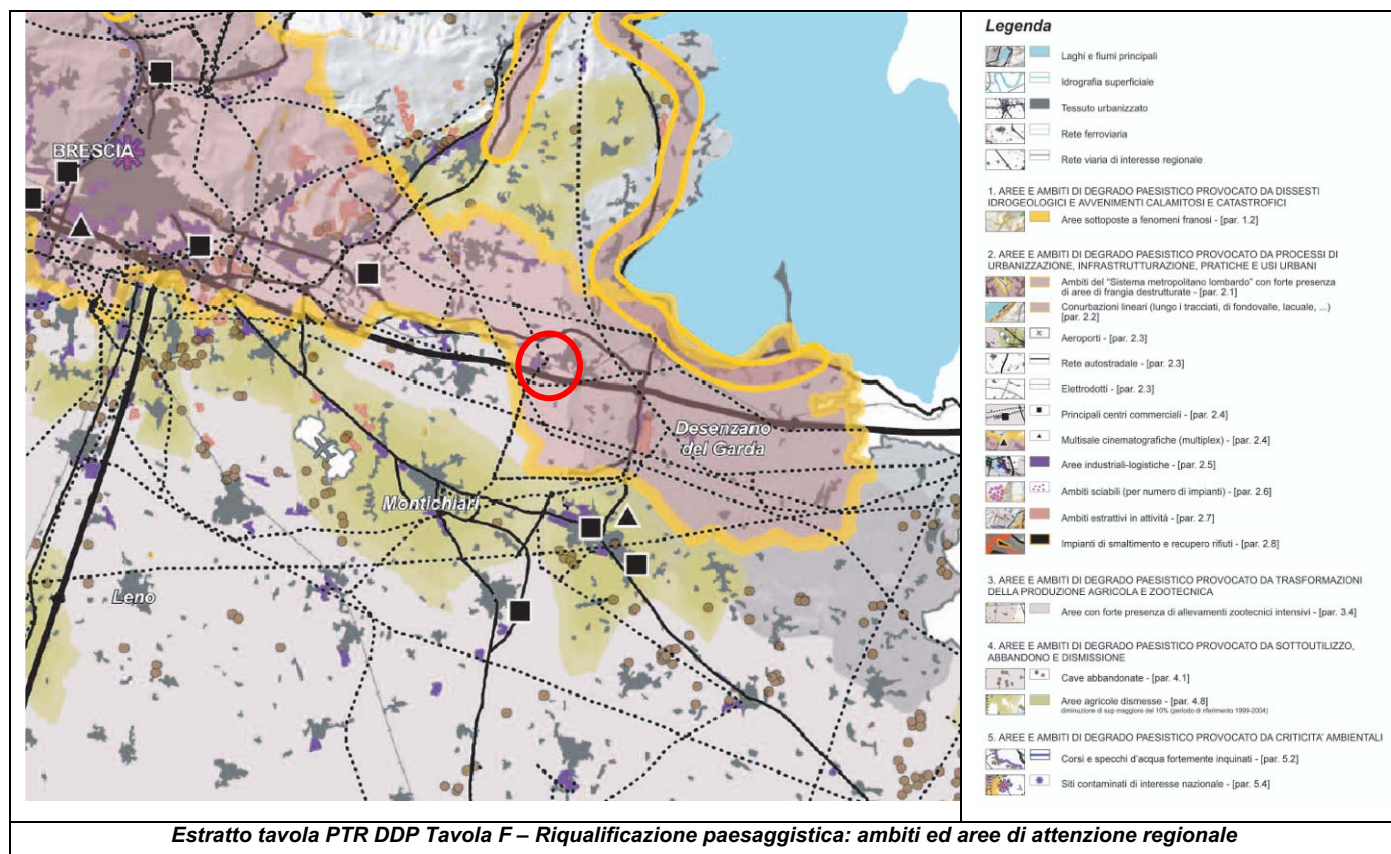 BRESCIA
Desenzano
del Garda
Montichiari
Leno
Legenda
Laghi e fiumi principali
Idrografia superficiale
Tessuto urbanizzato
Rete ferroviaria
Rete viaria di interesse regionale
1. AREE E AMBITI DI DEGRADO PAESISTICO PROVOCATO DA DISSESTI
IDROGEOLOGICI E AVVENIMENTI CALAMITOSI E CATASTROFICI
Aree sottoposte a fenomeni franosi - [par. 1.2]
2. AREE E AMBITI DI DEGRADO PAESISTICO PROVOCATO DA PROCESSI DI
URBANIZZAZIONE, INFRASTRUTTURAZIONE, PRATICHE E USI URBANI
Ambiti del "Sistema metropolitano lombardo" con forte presenza
di aree di frangia destrutturate - [par. 2.1]
Conurbazioni lineari (lungo i tracciati, di fondovalle, lacuale, ...)
[par. 2.2]
Aeroporti - [par. 2.3]
Rete autostradale - [par. 2.3]
Elettrodotti - [par. 2.3]
Principali centri commerciali - [par. 2.4]
Multisale cinematografiche (multiplex) - [par. 2.4]
Aree industriali-logistiche - [par. 2.5]
Ambiti sciabili (per numero di impianti) - [par. 2.6]
Ambiti estrattivi in attività - [par. 2.7]
Impianti di smaltimento e recupero rifiuti - [par. 2.8]
3. AREE E AMBITI DI DEGRADO PAESISTICO PROVOCATO DA TRASFORMAZIONI
DELLA PRODUZIONE AGRICOLA E ZOOTECNICA
Aree con forte presenza di allevamenti zootecnici intensivi - [par. 3.4]
4. AREE E AMBITI DI DEGRADO PAESISTICO PROVOCATO DA SOTTOUTILIZZO,
ABBANDONO E DISMISSIONE
Cave abbandonate - [par. 4.1]
Aree agricole dismesse - [par. 4.8]
diminuzione di sup maggiore del 10% (periodo di riferimento 1999-2004)
5. AREE E AMBITI DI DEGRADO PAESISTICO PROVOCATO DA CRITICITA' AMBIENTALI
Corsi e specchi d'acqua fortemente inquinati - [par. 5.2]
Siti contaminati di interesse nazionale - [par. 5.4]
Estratto tavola PTR DDP Tavola F – Riqualificazione paesaggistica: ambiti ed aree di attenzione regionale